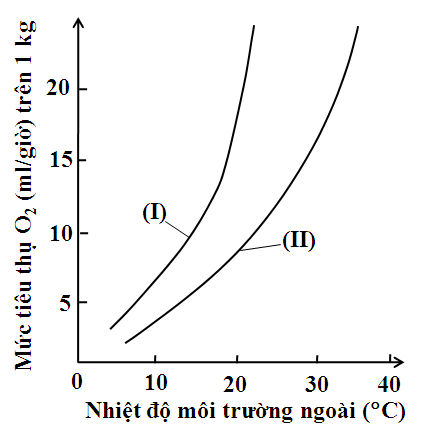 Mức tiêu thụ O₂ (ml/giờ) trên 1 kg
20
15
10
5
(I)
(II)
0 10 20 30 40
Nhiệt độ môi trường ngoài (°C)